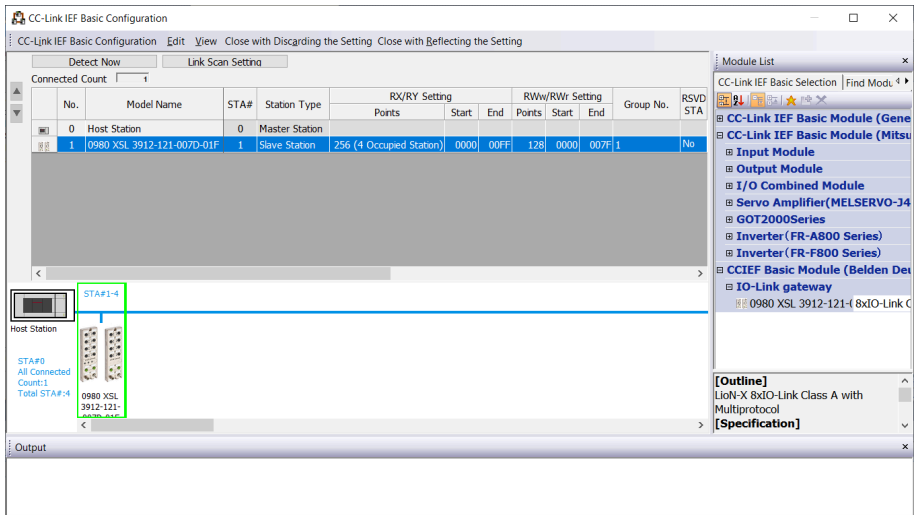 CC-Link IEF Basic Configuration
CC-Link IEF Basic Configuration Edit View Close with Discarding the Setting Close with Reflecting the Setting
Detect Now Link Scan Setting
Connected Count 1
No. Model Name STA# Station Type RX/RY Setting RWw/RWr Setting Group No. RSVD STA
Points Start End Points Start End
0 Host Station 0 Master Station
1 0980 XSL 3912-121-007D-01F 1 Slave Station 256 (4 Occupied Station) 0000 00FF 128 0000 007F 1 No
STA#1-4
Host Station
STA#0
All Connected
Count:1
Total STA#:4
0980 XSL
3912-121-
007D-01F
Module List
CC-Link IEF Basic Selection Find Modu
CC-Link IEF Basic Module (Gene
CC-Link IEF Basic Module (Mitsu
Input Module
Output Module
I/O Combined Module
Servo Amplifier(MELSERVO-J4
GOT2000Series
Inverter(FR-A800 Series)
Inverter(FR-F800 Series)
CCIEF Basic Module (Belden Deu
IO-Link gateway
0980 XSL 3912-121-( 8xIO-Link C
[Outline]
LioN-X 8xIO-Link Class A with
Multiprotocol
[Specification]
Output